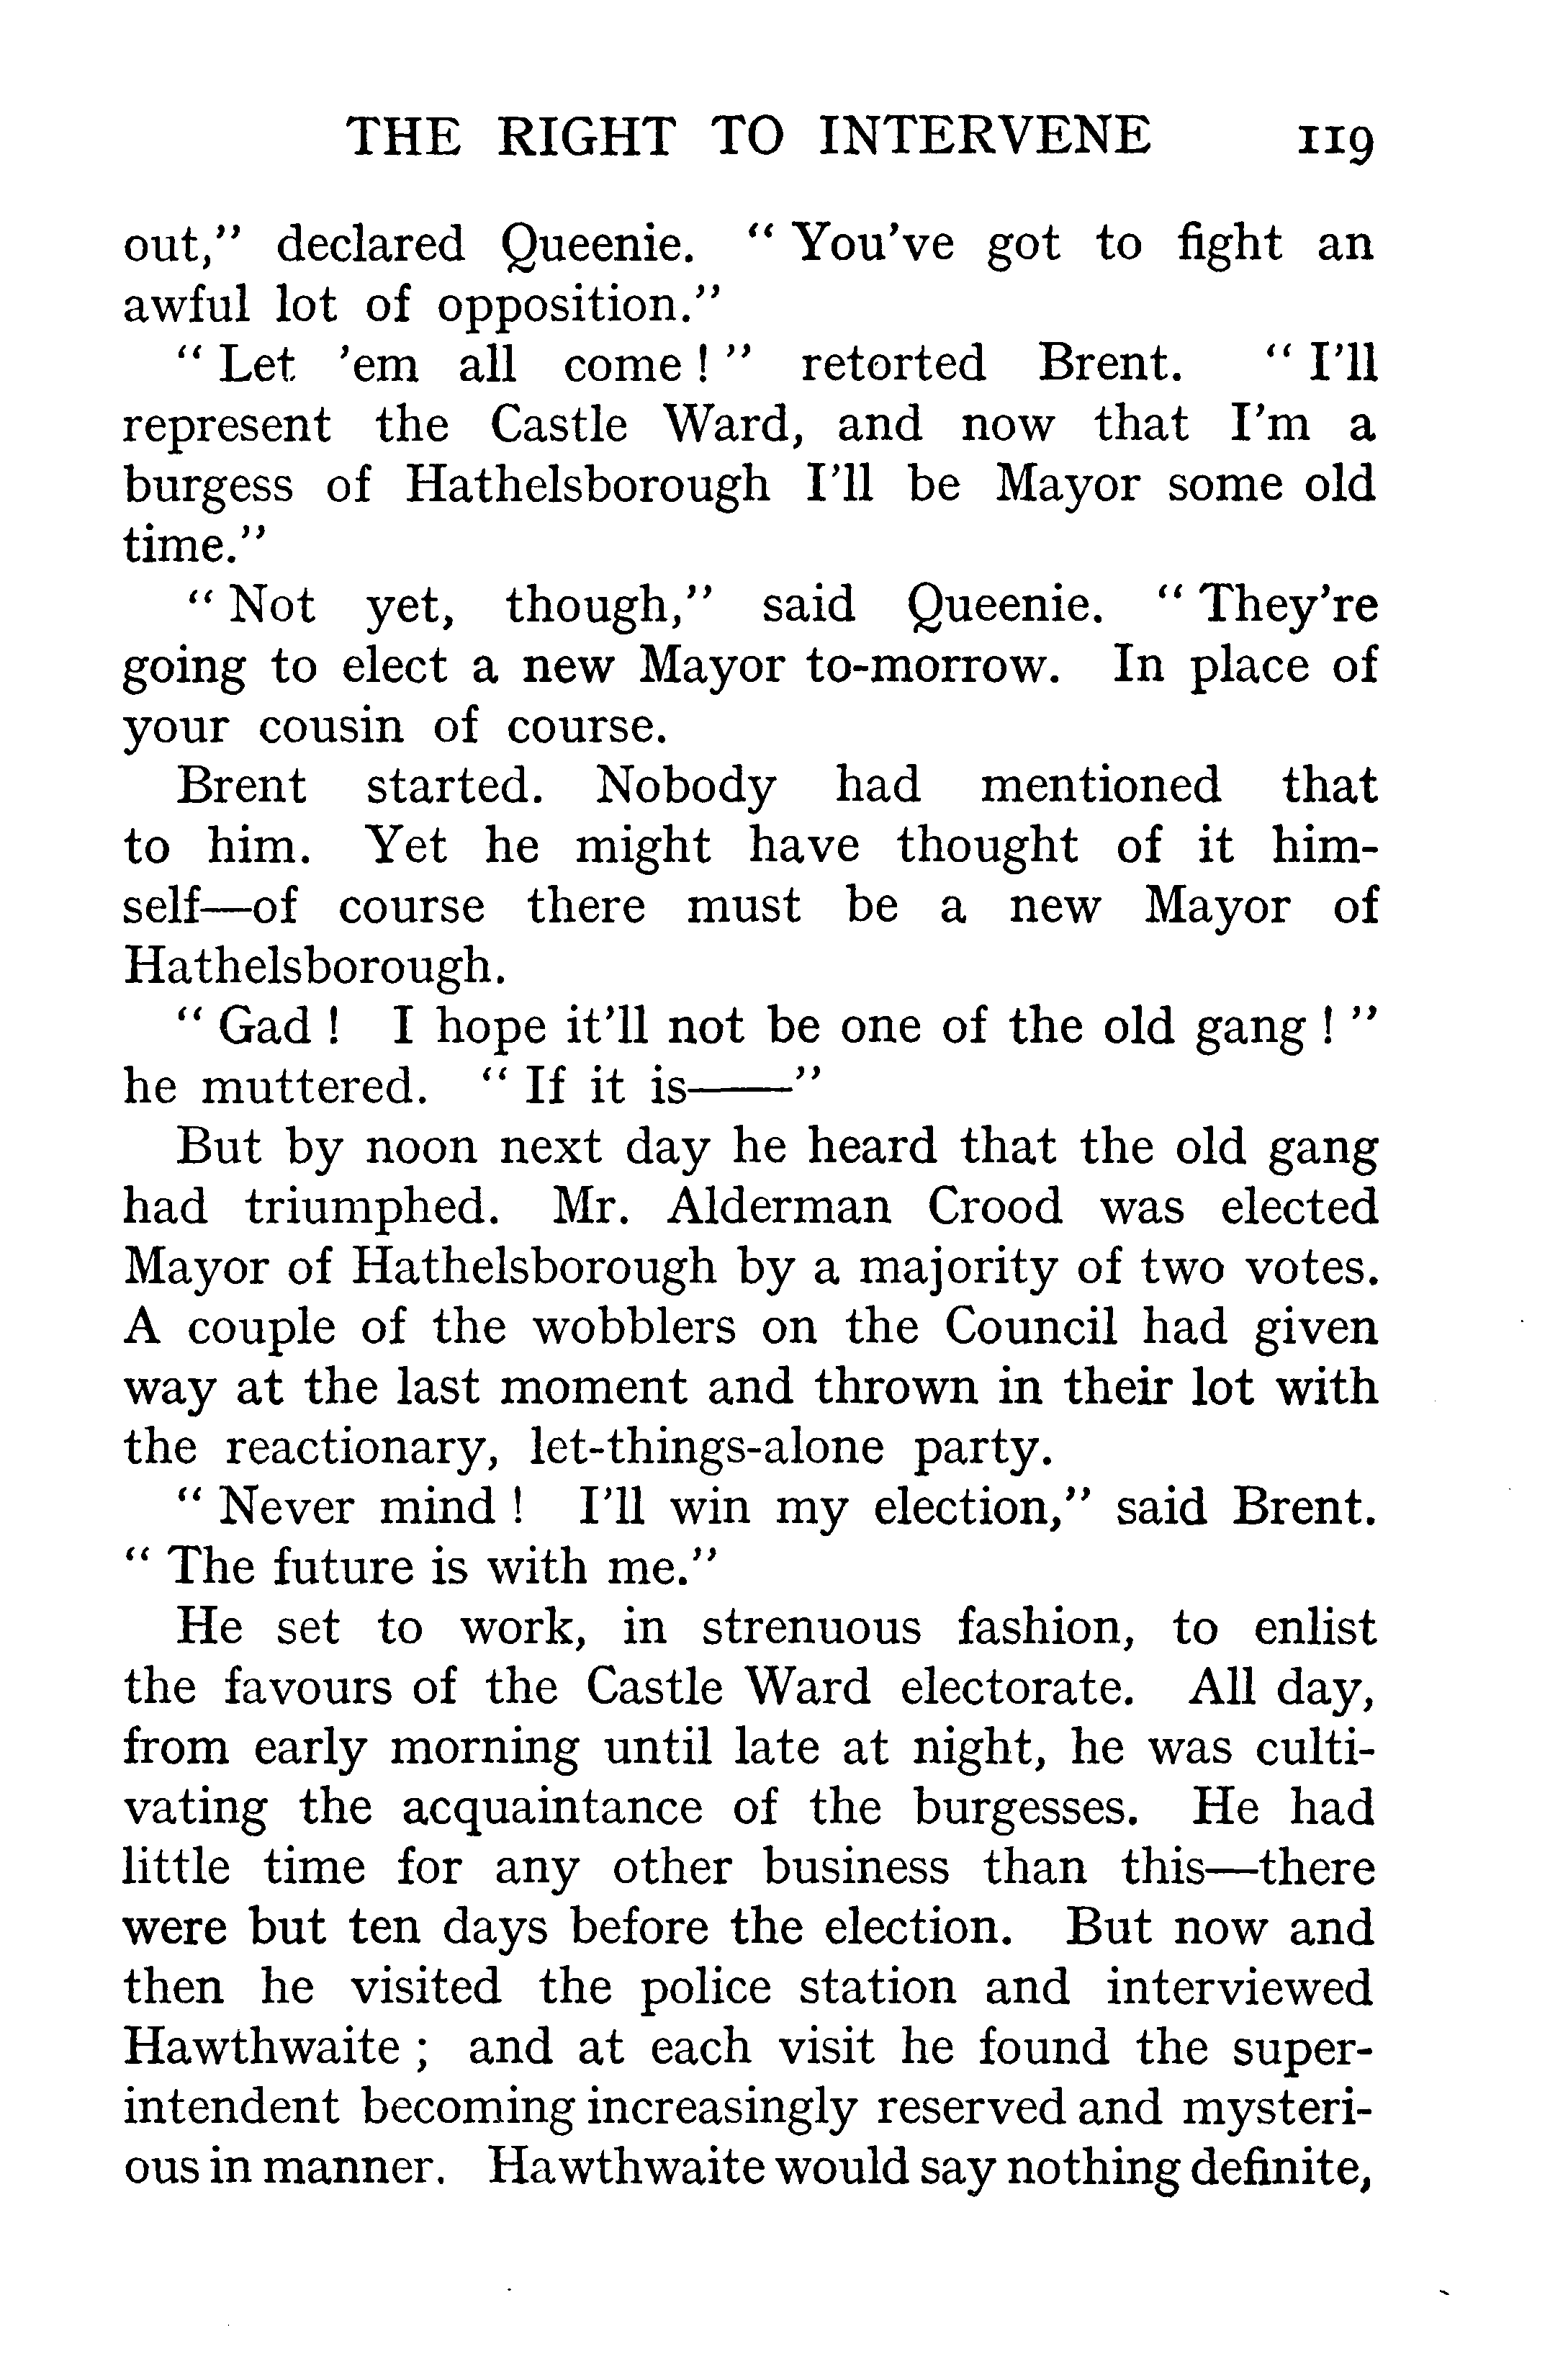 THE RIGHT TO INTERVENE 119
out,” declared Queenie. “ You’ve got to fight an
awful lot of opposition.”
“ Let ’em all come ! ” retorted Brent. “ I’ll
represent the Castle Ward, and now that I’m a
burgess of Hathelsborough I’ll be Mayor some old
time.”
“ Not yet, though,” said Queenie. “ They’re
going to elect a new Mayor to-morrow. In place of
your cousin of course.
Brent started. Nobody had mentioned that
to him. Yet he might have thought of it him-
self—of course there must be a new Mayor of
Hathelsborough.
“ Gad ! I hope it’ll not be one of the old gang ! ”
he muttered. “ If it is——”
But by noon next day he heard that the old gang
had triumphed. Mr. Alderman Crood was elected
Mayor of Hathelsborough by a majority of two votes.
A couple of the wobblers on the Council had given
way at the last moment and thrown in their lot with
the reactionary, let-things-alone party.
“ Never mind ! I’ll win my election,” said Brent.
“ The future is with me.”
He set to work, in strenuous fashion, to enlist
the favours of the Castle Ward electorate. All day,
from early morning until late at night, he was culti-
vating the acquaintance of the burgesses. He had
little time for any other business than this—there
were but ten days before the election. But now and
then he visited the police station and interviewed
Hawthwaite ; and at each visit he found the super-
intendent becoming increasingly reserved and mysteri-
ous in manner. Hawthwaite would say nothing definite,